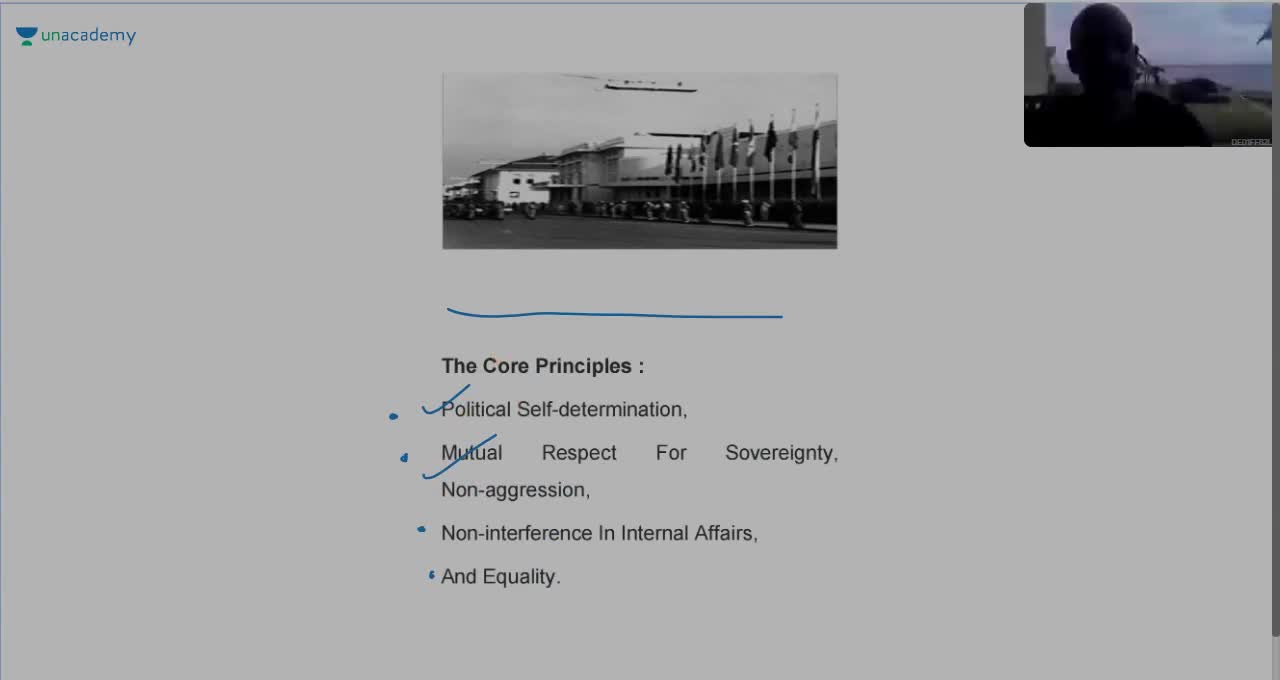 unacademy
The Core Principles :
Political Self-determination,
Mutual Respect For Sovereignty,
Non-aggression,
Non-interference In Internal Affairs,
And Equality.